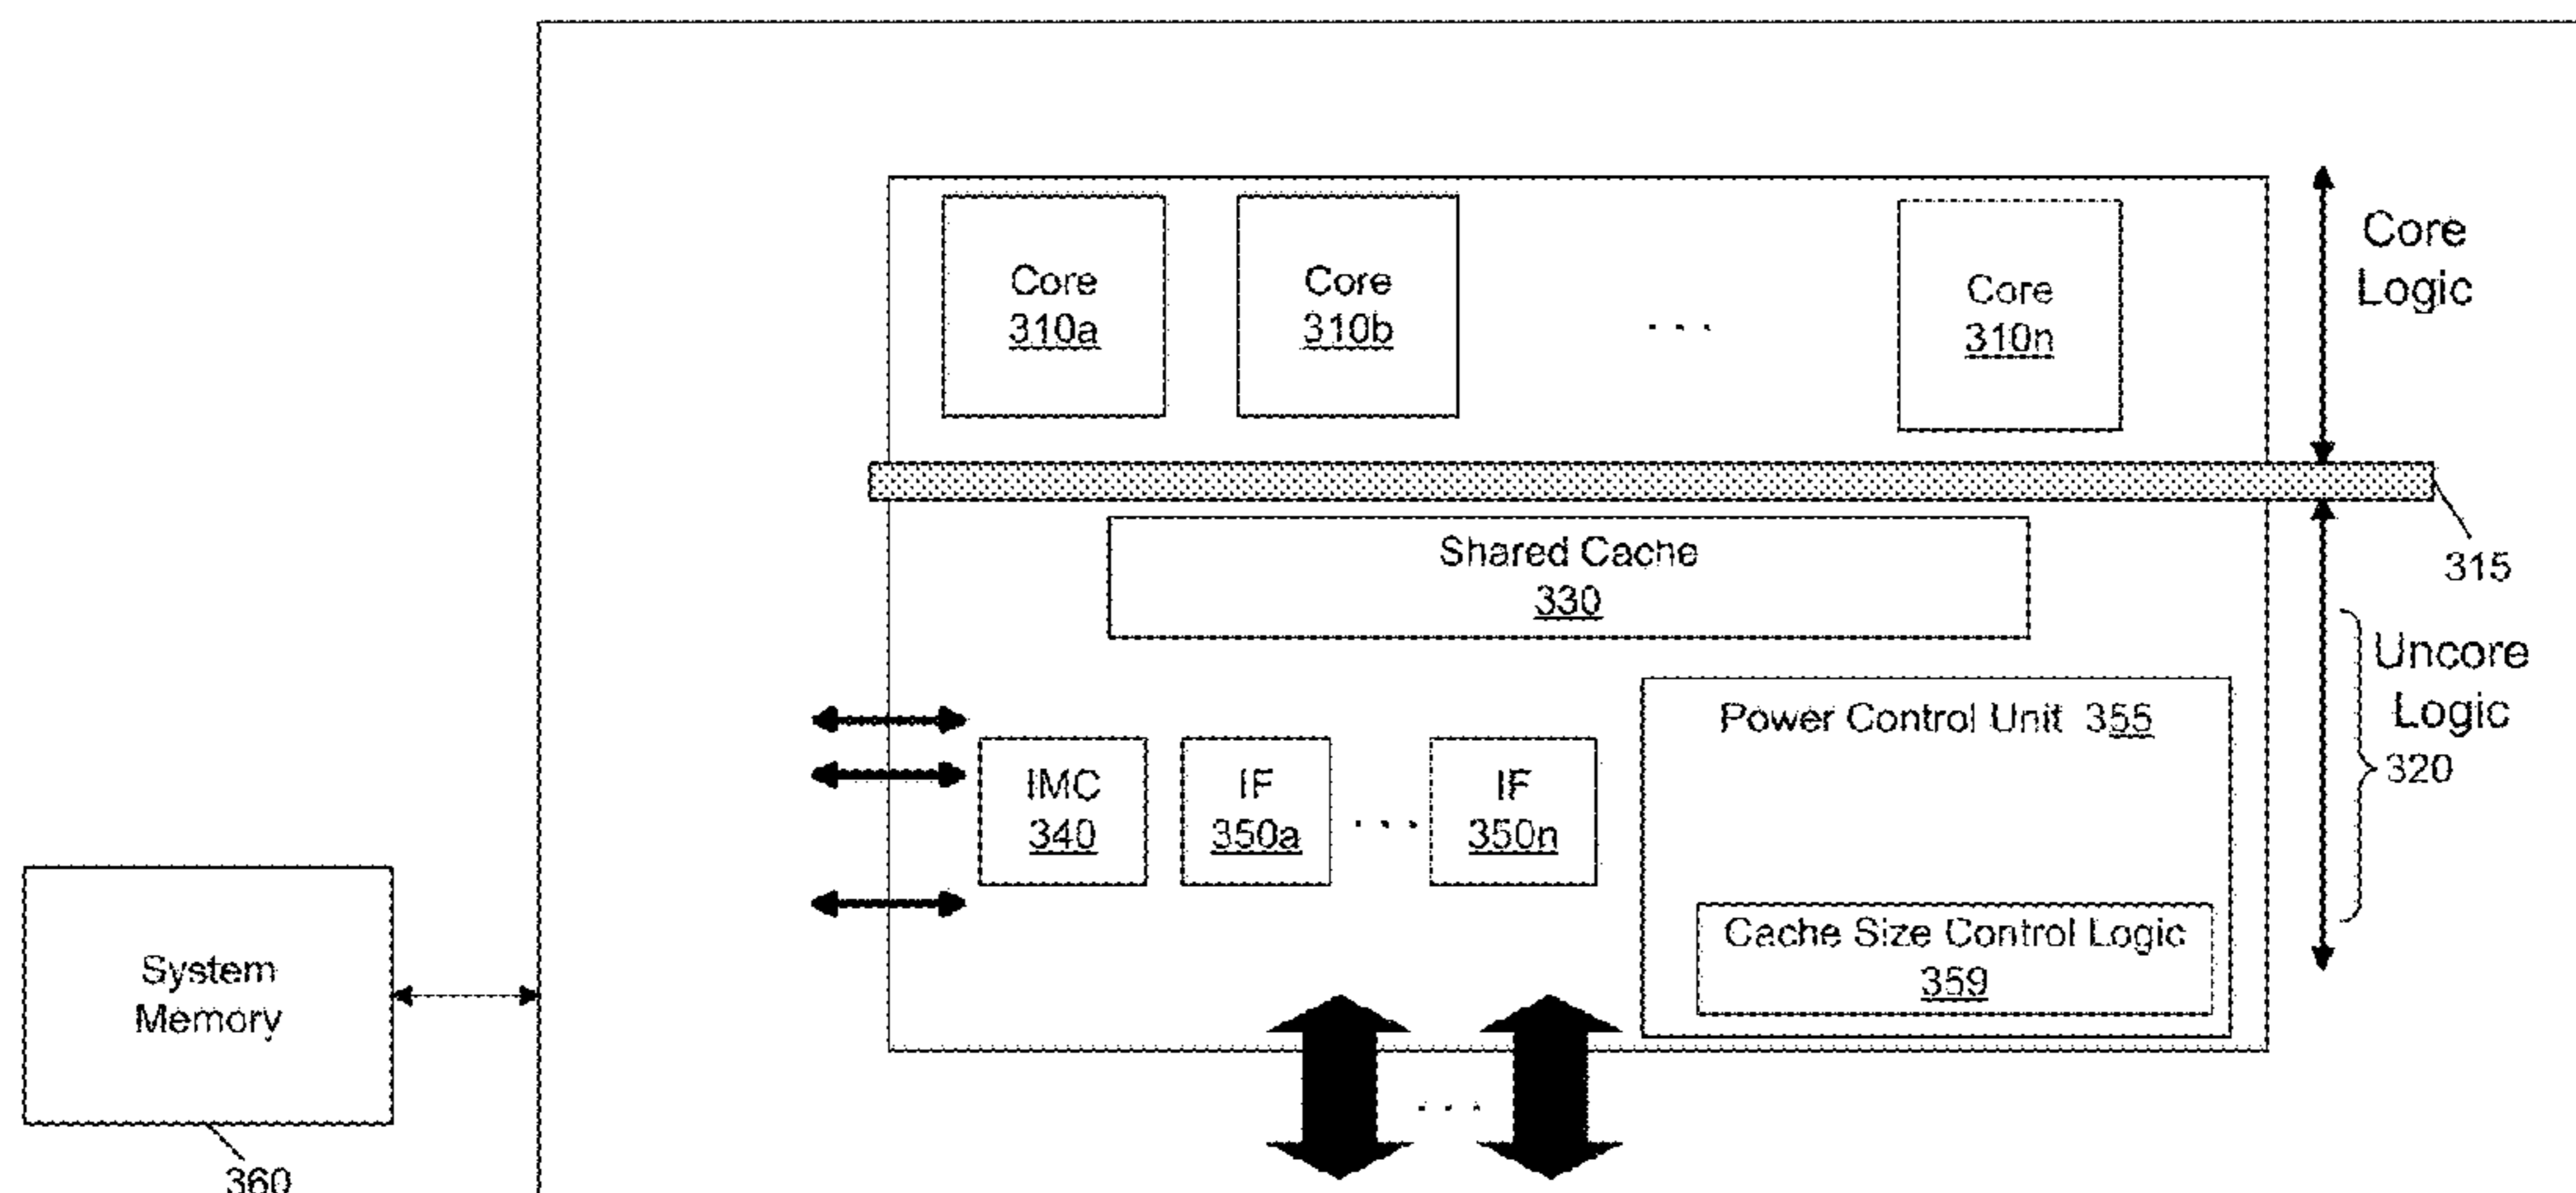 Core
310a
Core
310b
. . .
Core
310n
Core
Logic
315
Shared Cache
330
Uncore
Logic
320
Power Control Unit 355
IMC
340
IF
350a
. . .
IF
350n
Cache Size Control Logic
359
System
Memory
360
. . .